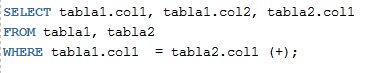 SELECT tabla1.col1, tabla1.col2, tabla2.col1
FROM tabla1, tabla2
WHERE tabla1.col1  = tabla2.col1 (+);